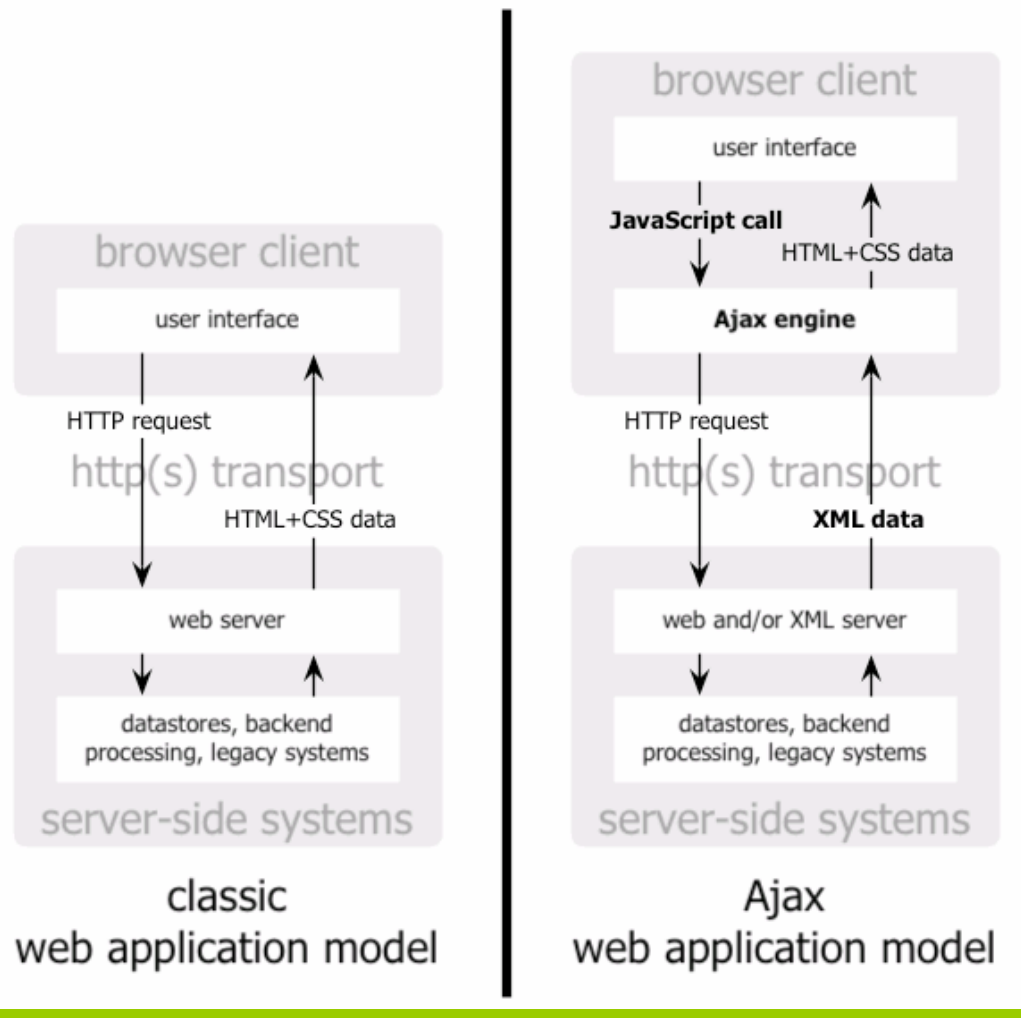 browser client
user interface
HTTP request
http(s) transport
HTML+CSS data
web server
datastores, backend
processing, legacy systems
server-side systems
classic
web application model
browser client
user interface
JavaScript call
HTML+CSS data
Ajax engine
HTTP request
http(s) transport
XML data
web and/or XML server
datastores, backend
processing, legacy systems
server-side systems
Ajax
web application model